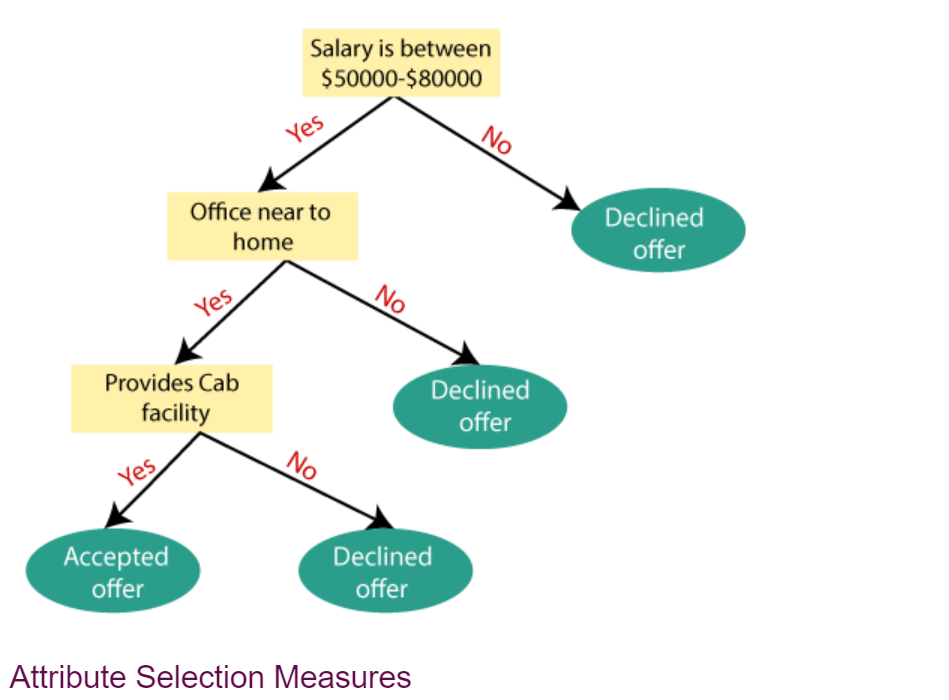 Salary is between
$50000-$80000
Yes
No
Office near to
home
Declined
offer
Yes
No
Provides Cab
facility
Declined
offer
Yes
No
Accepted
offer
Declined
offer
Attribute Selection Measures